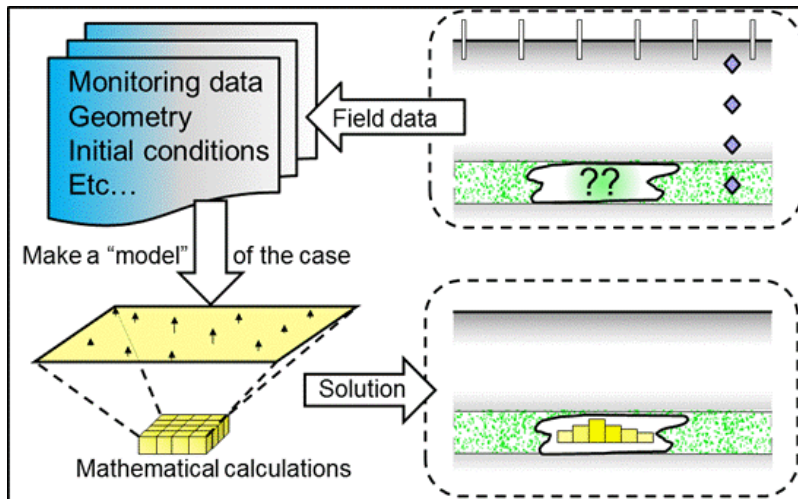 Monitoring data
Geometry
Initial conditions
Etc…
Field data
??
Make a “model” of the case
Solution
Mathematical calculations